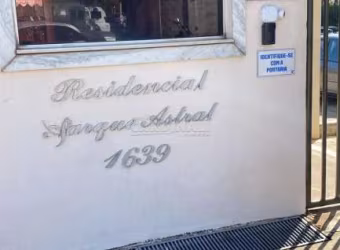 Residencial
Parque Astral
1639
IDENTIFIQUE-SE
COM A
PORTARIA